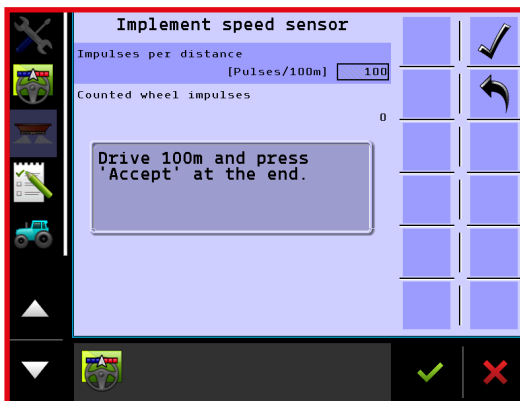 Implement speed sensor
Impulses per distance
[Pulses/100m] 100
Counted wheel impulses
0
Drive 100m and press
'Accept' at the end.